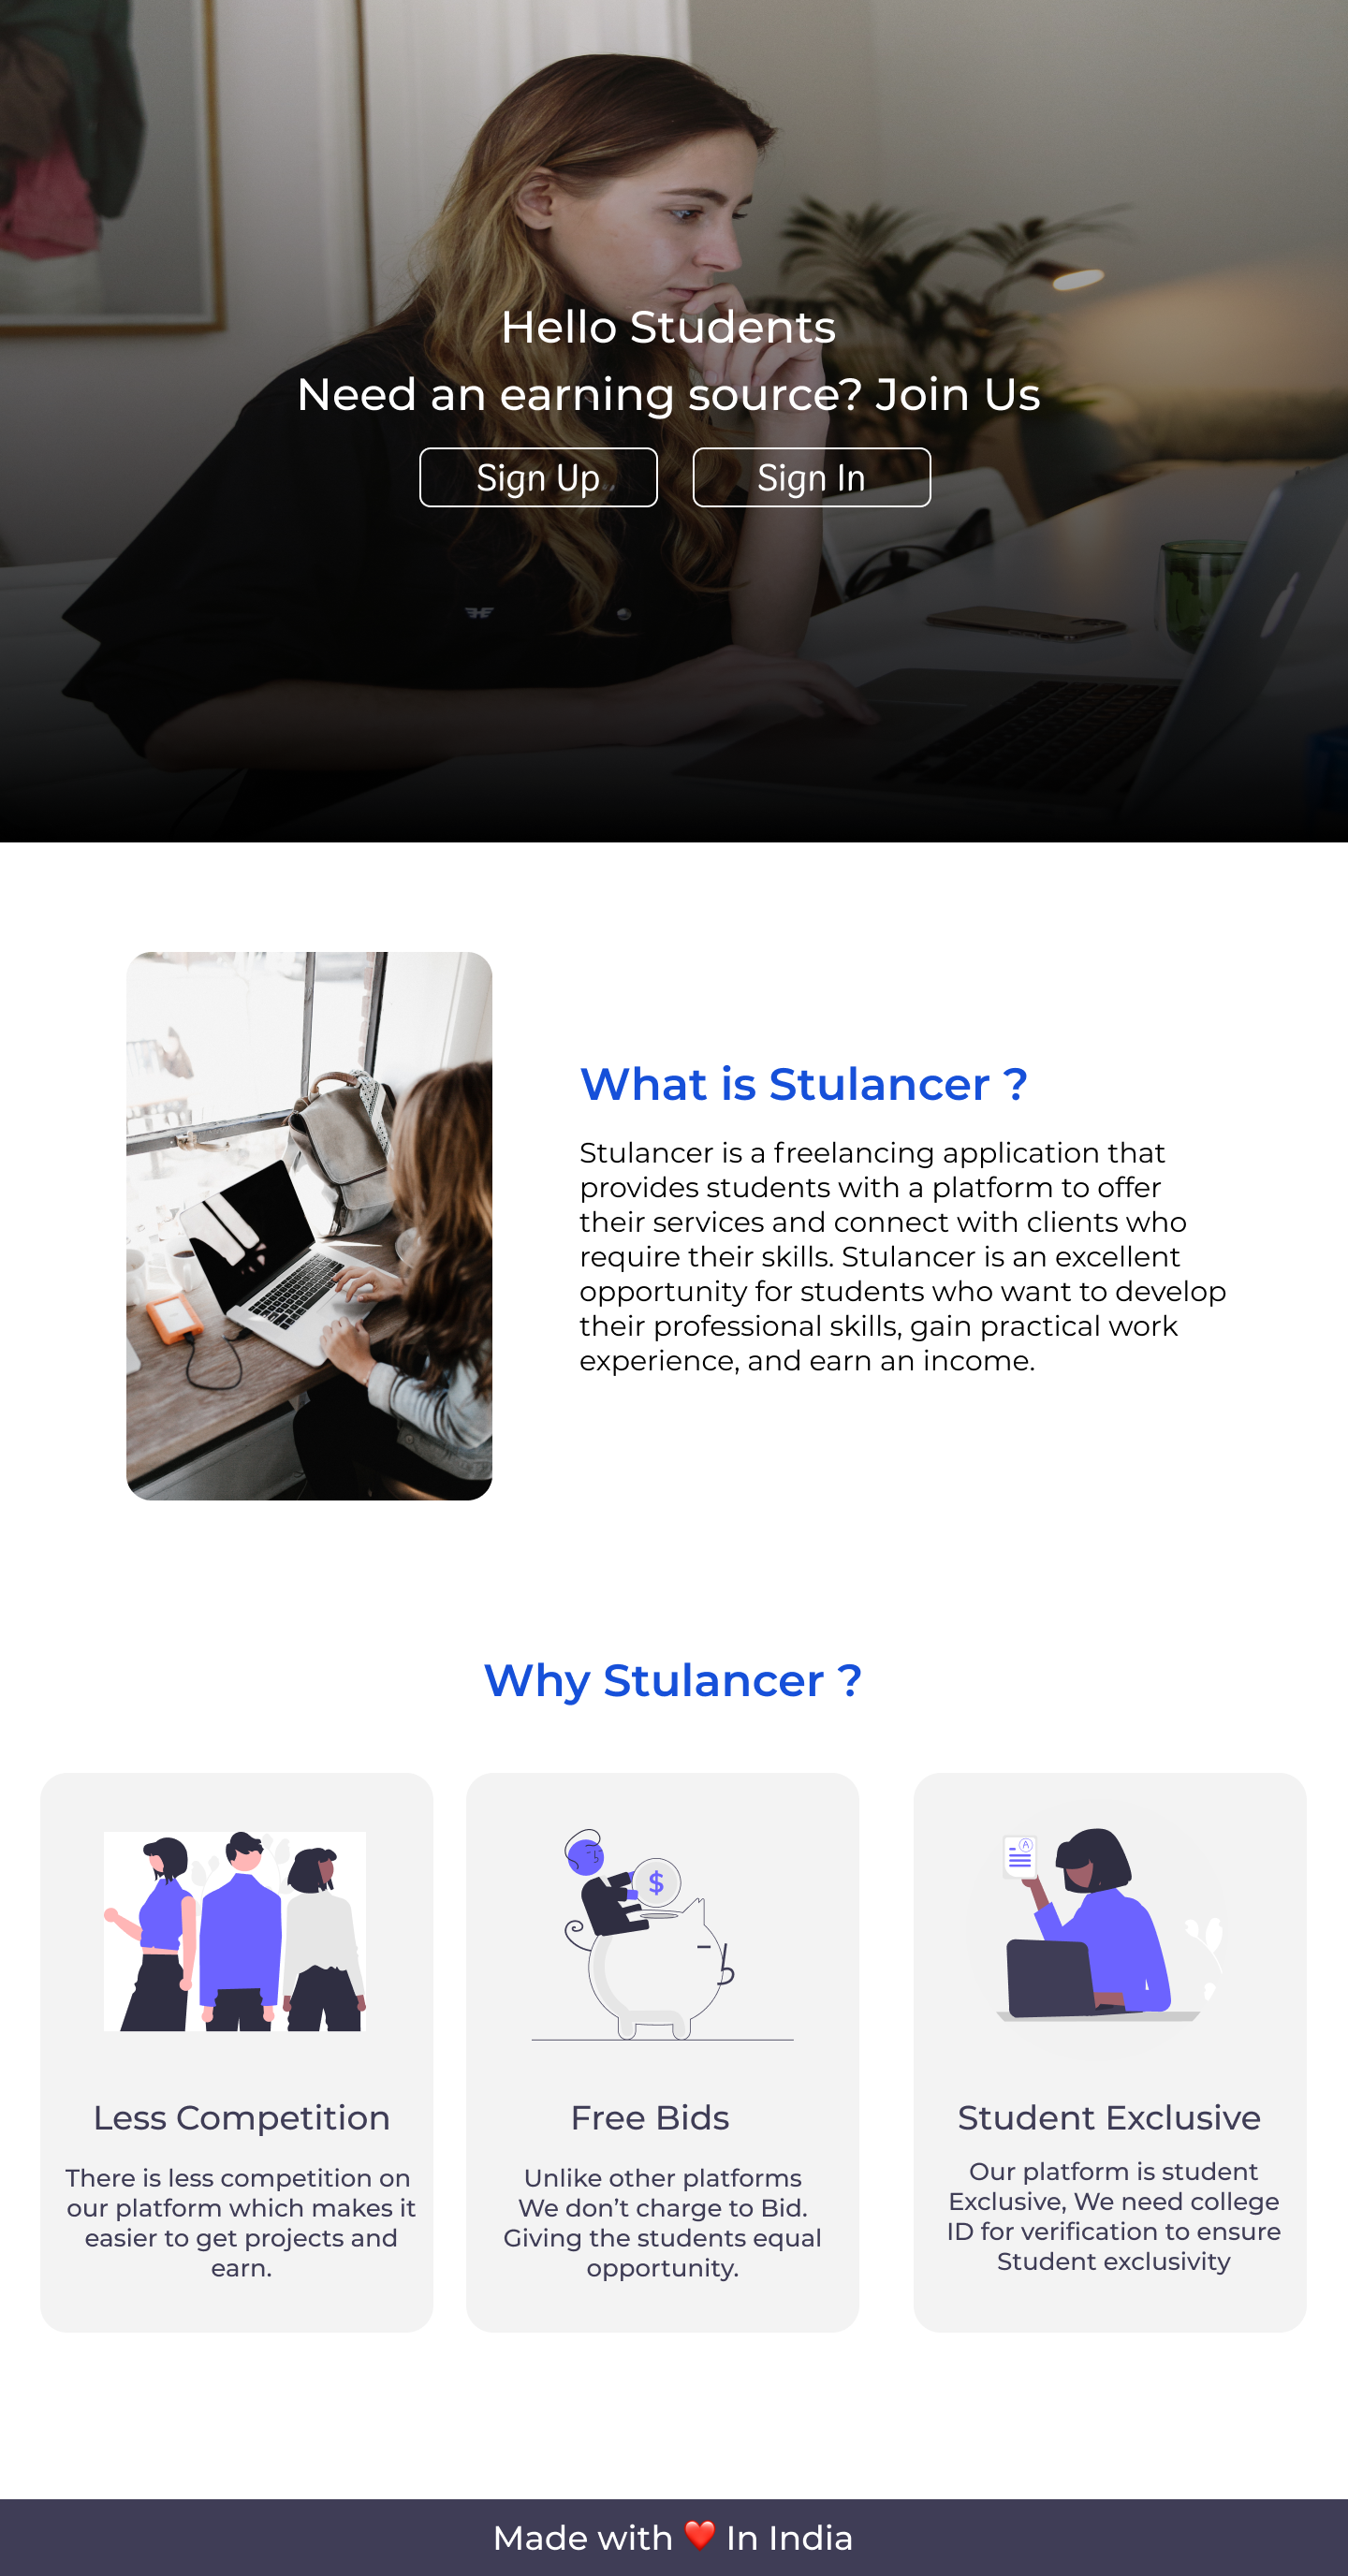 Hello Students
Need an earning source? Join Us
Sign Up
Sign In
What is Stulancer ?
Stulancer is a freelancing application that
provides students with a platform to offer
their services and connect with clients who
require their skills. Stulancer is an excellent
opportunity for students who want to develop
their professional skills, gain practical work
experience, and earn an income.
Why Stulancer ?
$
A
Less Competition
There is less competition on
our platform which makes it
easier to get projects and
earn.
Free Bids
Unlike other platforms
We don’t charge to Bid.
Giving the students equal
opportunity.
Student Exclusive
Our platform is student
Exclusive, We need college
ID for verification to ensure
Student exclusivity
Made with ❤️ In India